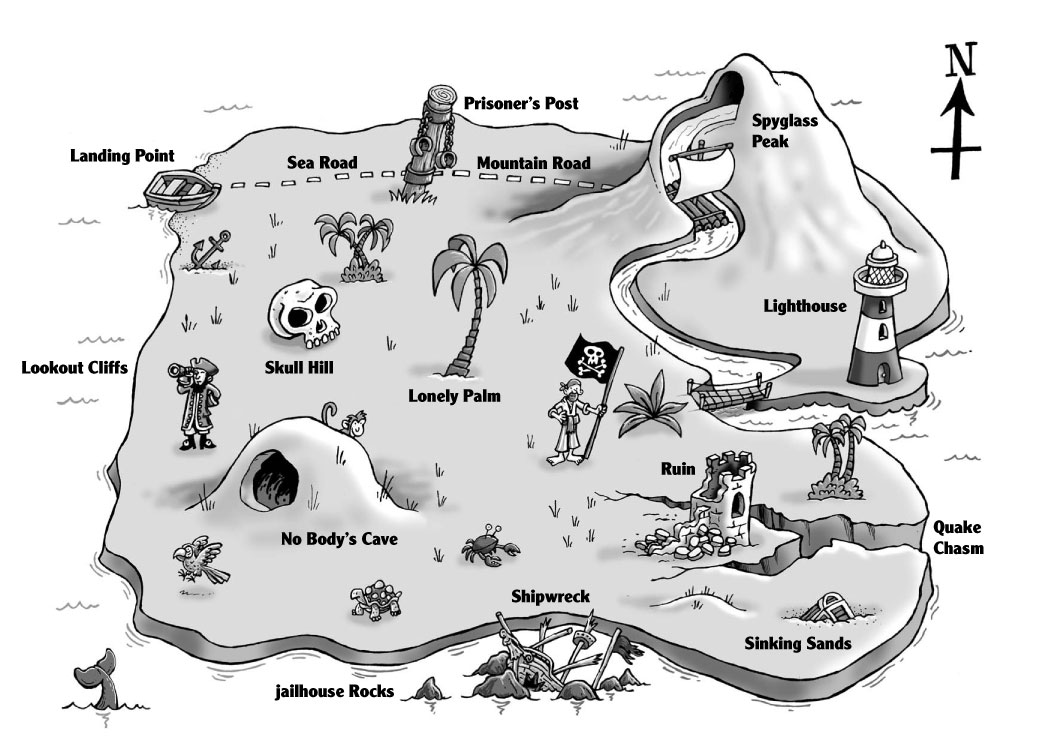 N
Prisoner's Post
Spyglass
Peak
Landing Point
Sea Road
Mountain Road
Lighthouse
Lookout Cliffs
Skull Hill
Lonely Palm
Ruin
No Body's Cave
Quake
Chasm
Shipwreck
Sinking Sands
jailhouse Rocks